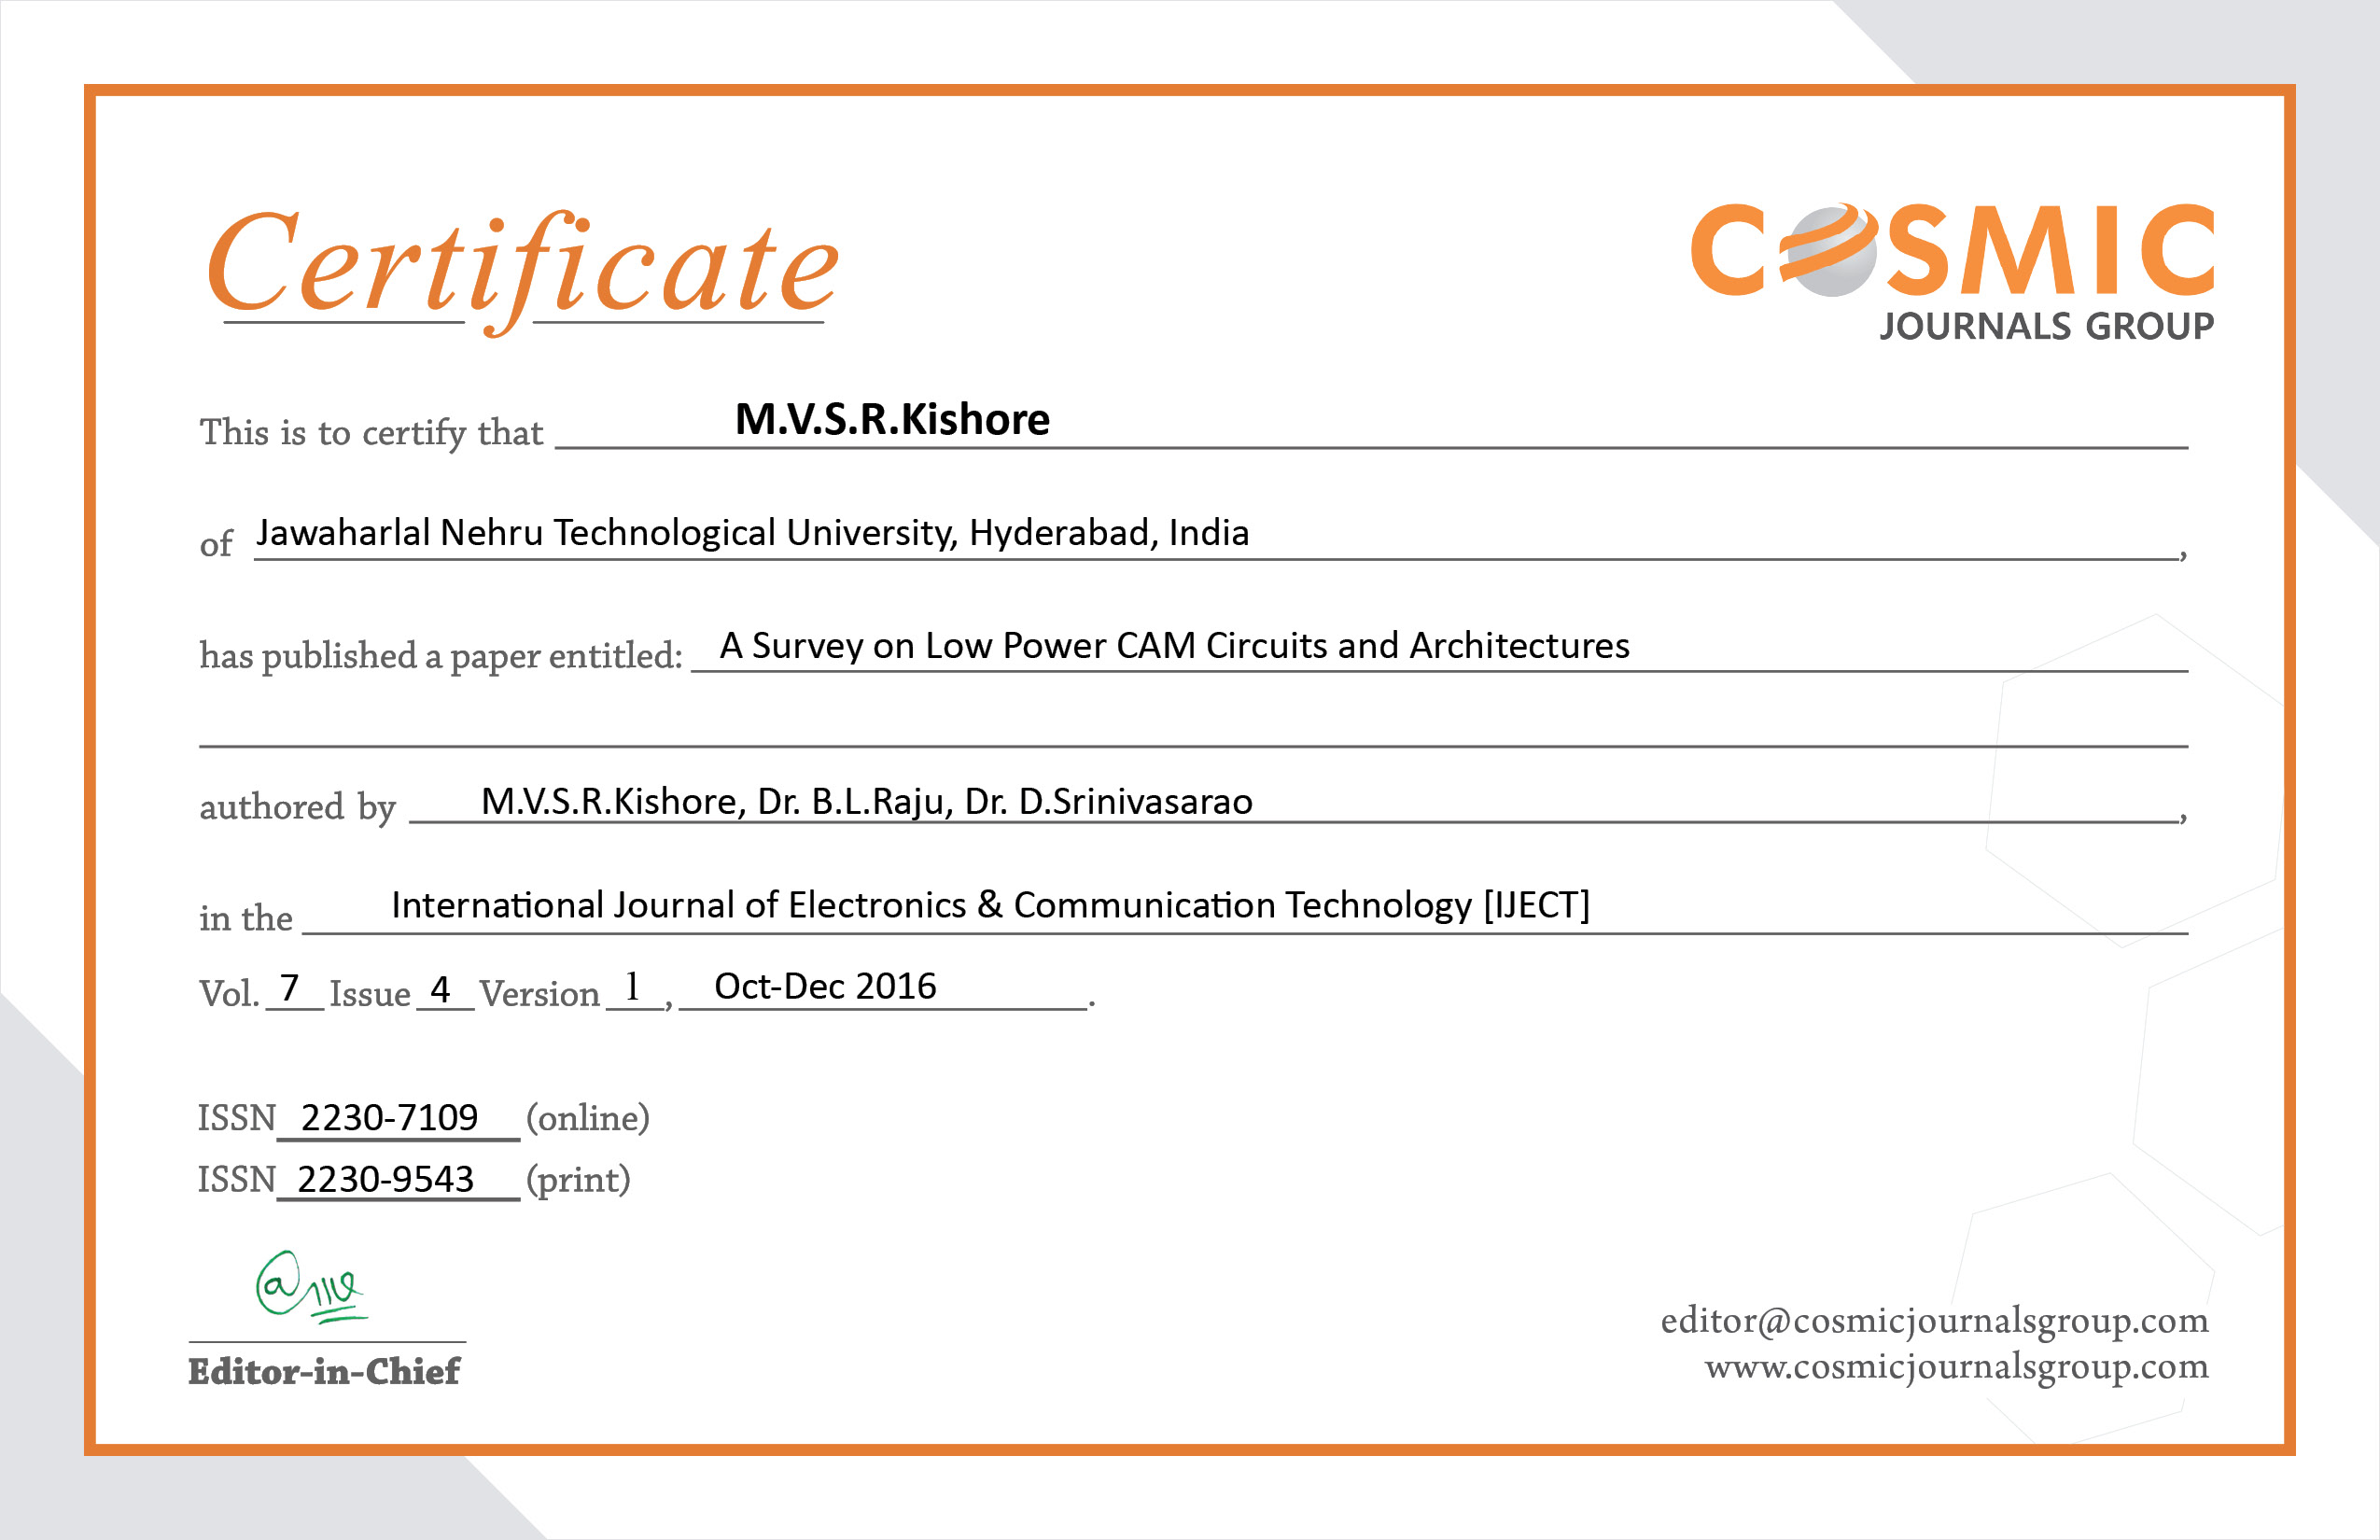 Certificate
COSMIC
JOURNALS GROUP
This is to certify that M.V.S.R.Kishore
of Jawaharlal Nehru Technological University, Hyderabad, India ,
has published a paper entitled: A Survey on Low Power CAM Circuits and Architectures
authored by M.V.S.R.Kishore, Dr. B.L.Raju, Dr. D.Srinivasarao ,
in the International Journal of Electronics & Communication Technology [IJECT]
Vol. 7 Issue 4 Version 1 , Oct-Dec 2016 .
ISSN 2230-7109 (online)
ISSN 2230-9543 (print)
Editor-in-Chief
editor@cosmicjournalsgroup.com
www.cosmicjournalsgroup.com